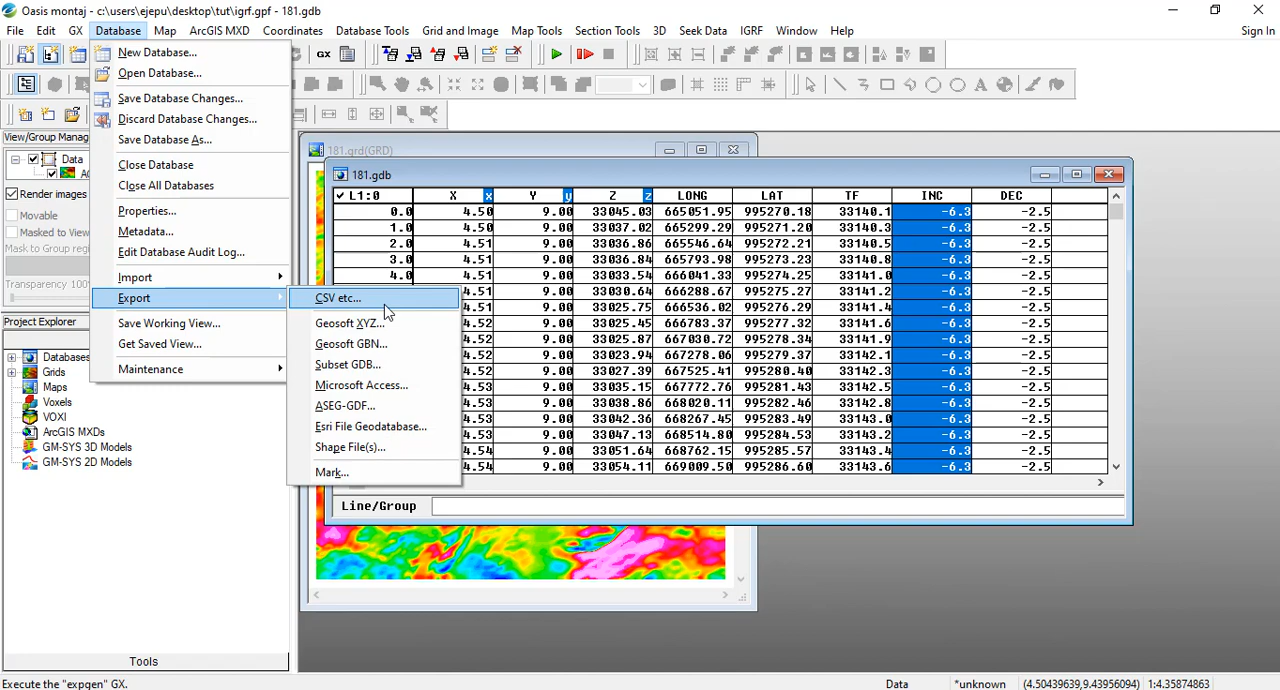 Oasis montaj - c:\users\ejepu\desktop\tut\igrf.gpf - 181.gdb
File Edit GX Database Map ArcGIS MXD Coordinates Database Tools Grid and Image Map Tools Section Tools 3D Seek Data IGRF Window Help Sign In
GX
New Database...
Open Database...
Save Database Changes...
Discard Database Changes...
Save Database As...
Close Database
Close All Databases
Properties...
Metadata...
Edit Database Audit Log...
Import
Export
Save Working View...
Get Saved View...
Maintenance
CSV etc...
Geosoft XYZ...
Geosoft GBN...
Subset GDB...
Microsoft Access...
ASEG-GDF...
Esri File Geodatabase...
Shape File(s)...
Mark...
View/Group Manag
Data
Render images
Movable
Masked to View
Mask to Group regi
Transparency 100%
Project Explorer
Databases
Grids
Maps
Voxels
VOXI
ArcGIS MXDs
GM-SYS 3D Models
GM-SYS 2D Models
Tools
181.grd(GRD)
181.gdb
L1:0 X x Y y Z z LONG LAT TF INC DEC
0.0 4.50 9.00 33045.03 665051.95 995270.18 33140.1 -6.3 -2.5
1.0 4.50 9.00 33037.02 665299.29 995271.20 33140.3 -6.3 -2.5
2.0 4.51 9.00 33036.86 665546.64 995272.21 33140.5 -6.3 -2.5
3.0 4.51 9.00 33036.84 665793.98 995273.23 33140.8 -6.3 -2.5
4.0 4.51 9.00 33033.54 666041.33 995274.25 33141.0 -6.3 -2.5
4.51 9.00 33030.64 666288.67 995275.27 33141.2 -6.3 -2.5
4.51 9.00 33025.75 666536.02 995276.29 33141.4 -6.3 -2.5
4.52 9.00 33025.45 666783.37 995277.32 33141.6 -6.3 -2.5
4.52 9.00 33025.87 667030.72 995278.34 33141.9 -6.3 -2.5
4.52 9.00 33023.94 667278.06 995279.37 33142.1 -6.3 -2.5
4.52 9.00 33027.39 667525.41 995280.40 33142.3 -6.3 -2.5
4.53 9.00 33035.15 667772.76 995281.43 33142.5 -6.3 -2.5
4.53 9.00 33038.86 668020.11 995282.46 33142.8 -6.3 -2.5
4.53 9.00 33042.36 668267.45 995283.49 33143.0 -6.3 -2.5
4.53 9.00 33047.13 668514.80 995284.53 33143.2 -6.3 -2.5
4.54 9.00 33051.64 668762.15 995285.57 33143.4 -6.3 -2.5
4.54 9.00 33054.11 669009.50 995286.60 33143.6 -6.3 -2.5
Line/Group
Execute the "expgen" GX. Data *unknown (4.50439639,9.43956094) 1:4.35874863